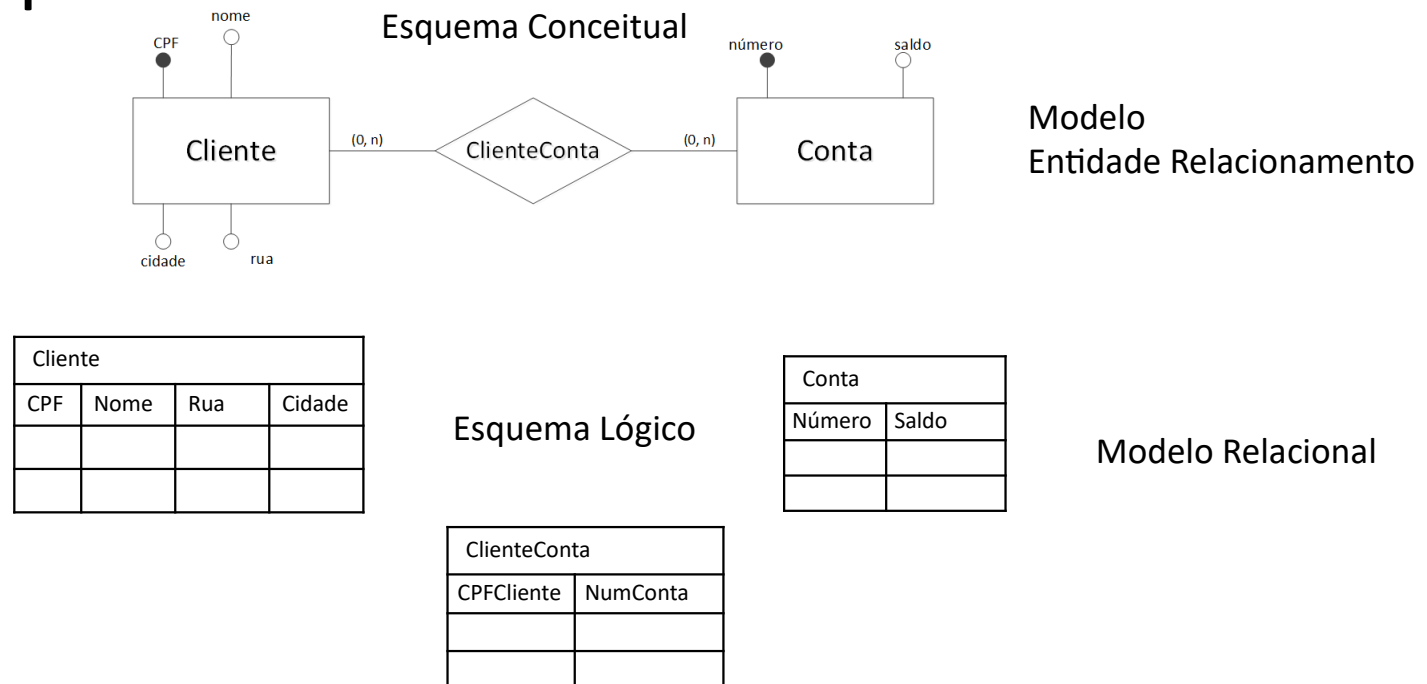 Esquema Conceitual
nome
CPF
número
saldo
Cliente
(0, n)
ClienteConta
(0, n)
Conta
cidade
rua
Modelo
Entidade Relacionamento
Cliente
CPF Nome Rua Cidade
Esquema Lógico
Conta
Número Saldo
Modelo Relacional
ClienteConta
CPFCliente NumConta